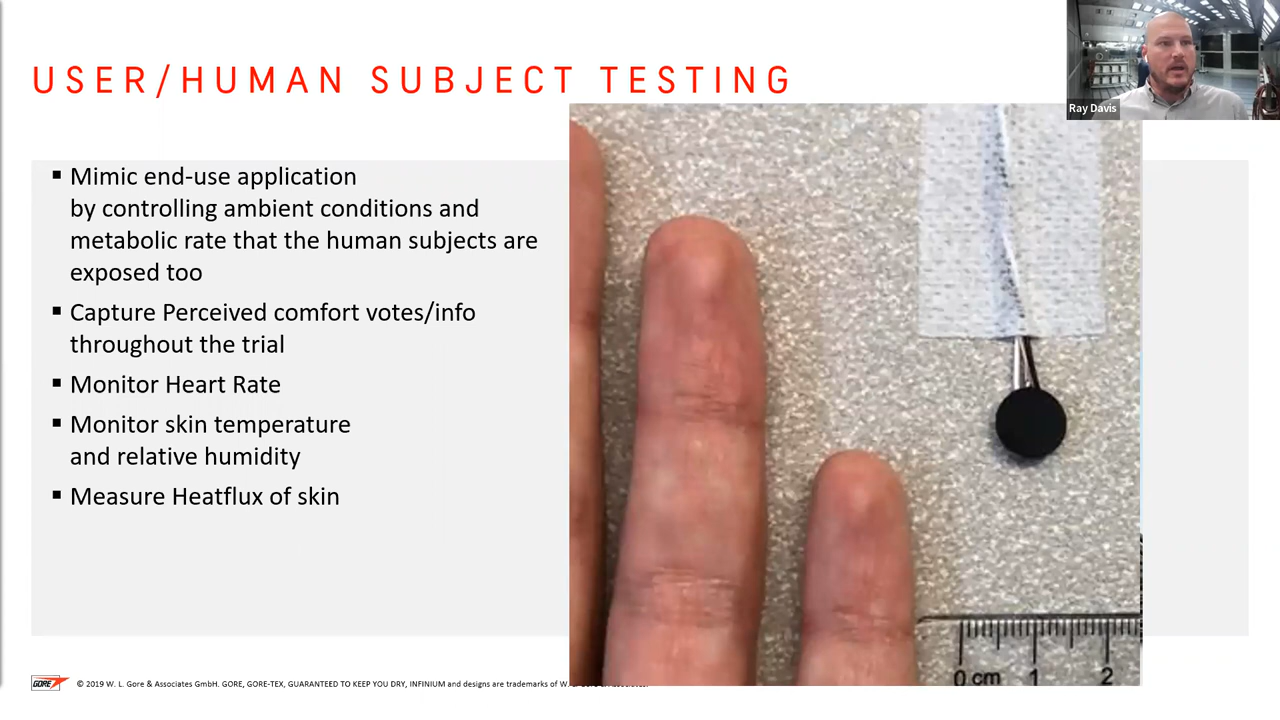 Ray Davis
USER/HUMAN SUBJECT TESTING
▪ Mimic end-use application
by controlling ambient conditions and
metabolic rate that the human subjects are
exposed too
▪ Capture Perceived comfort votes/info
throughout the trial
▪ Monitor Heart Rate
▪ Monitor skin temperature
and relative humidity
▪ Measure Heatflux of skin
0 cm 1 2
GORE © 2019 W. L. Gore & Associates GmbH. GORE, GORE-TEX, GUARANTEED TO KEEP YOU DRY, INFINIUM and designs are trademarks of W.